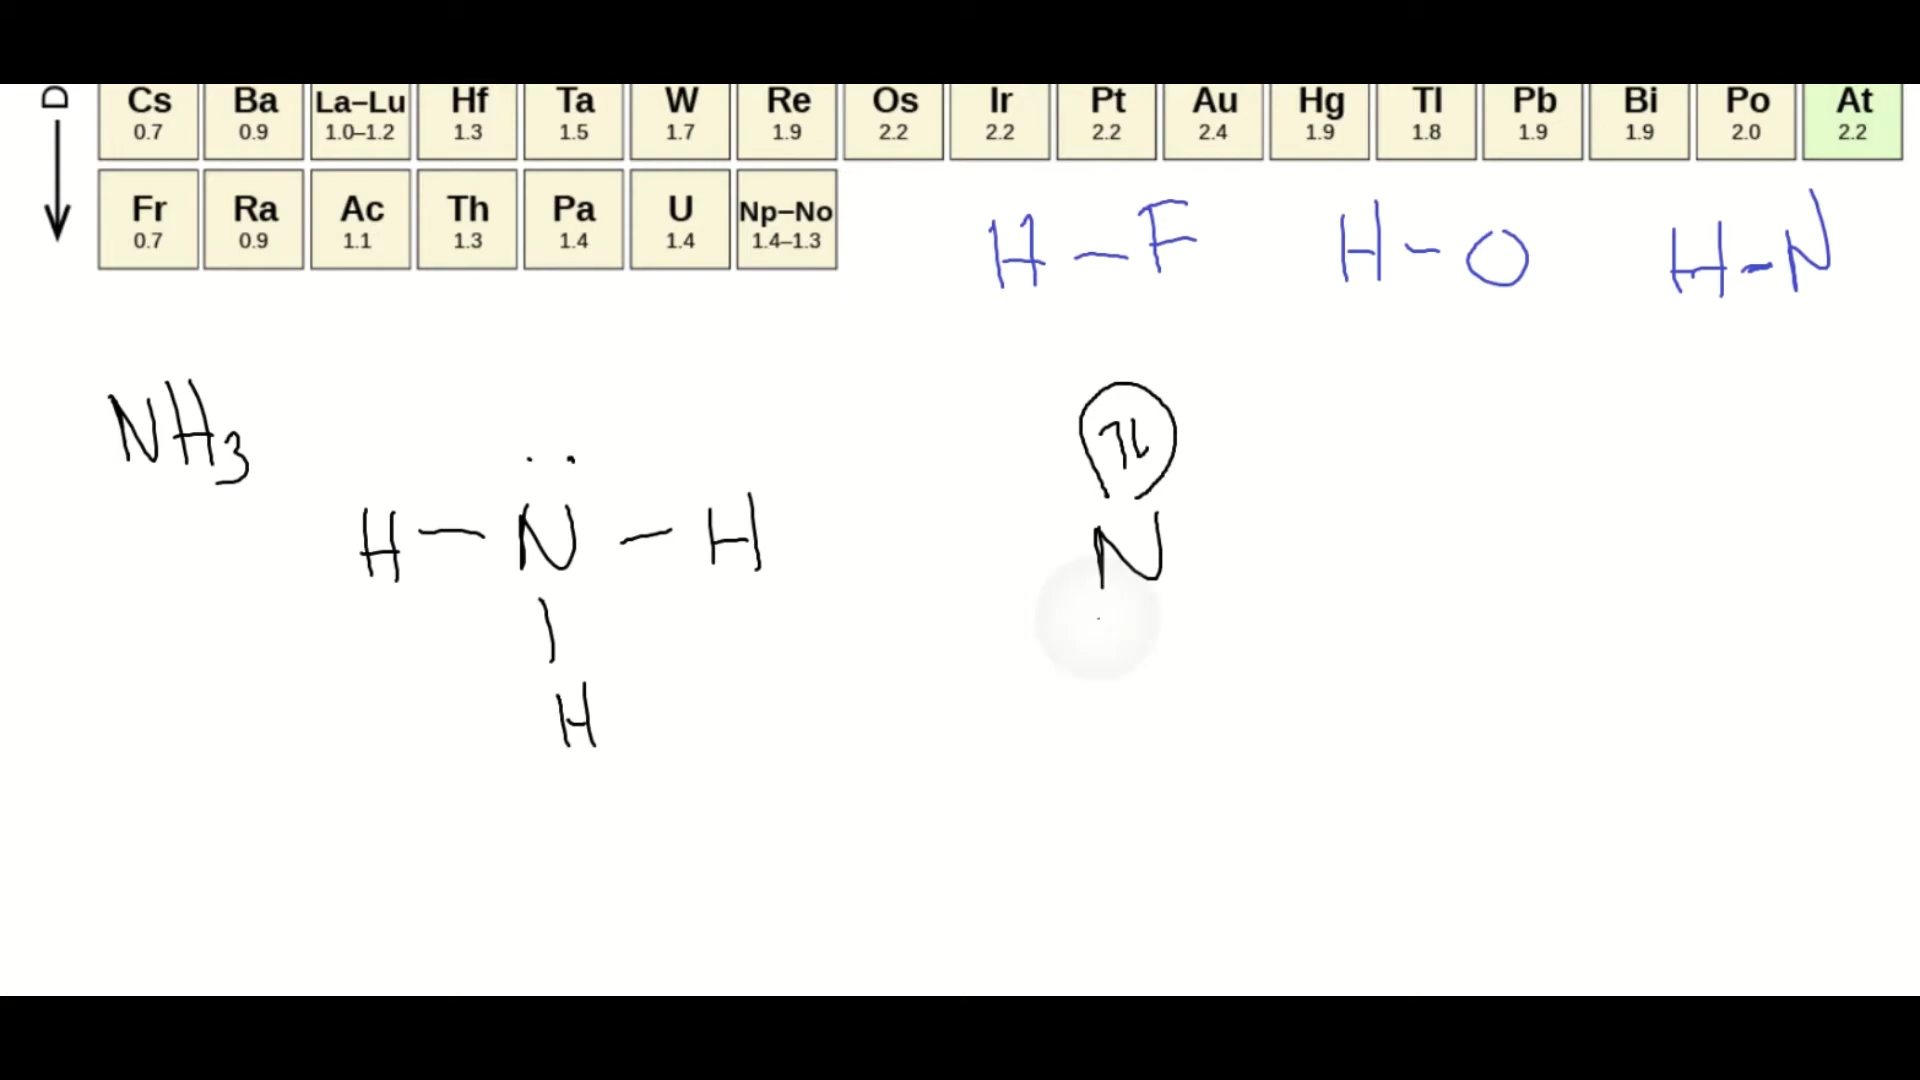 D
Cs Ba La–Lu Hf Ta W Re Os Ir Pt Au Hg Tl Pb Bi Po At
0.7 0.9 1.0–1.2 1.3 1.5 1.7 1.9 2.2 2.2 2.2 2.4 1.9 1.8 1.9 1.9 2.0 2.2
Fr Ra Ac Th Pa U Np–No
0.7 0.9 1.1 1.3 1.4 1.4 1.4–1.3
H–F H–O H–N
NH3
H–N–H
H
N